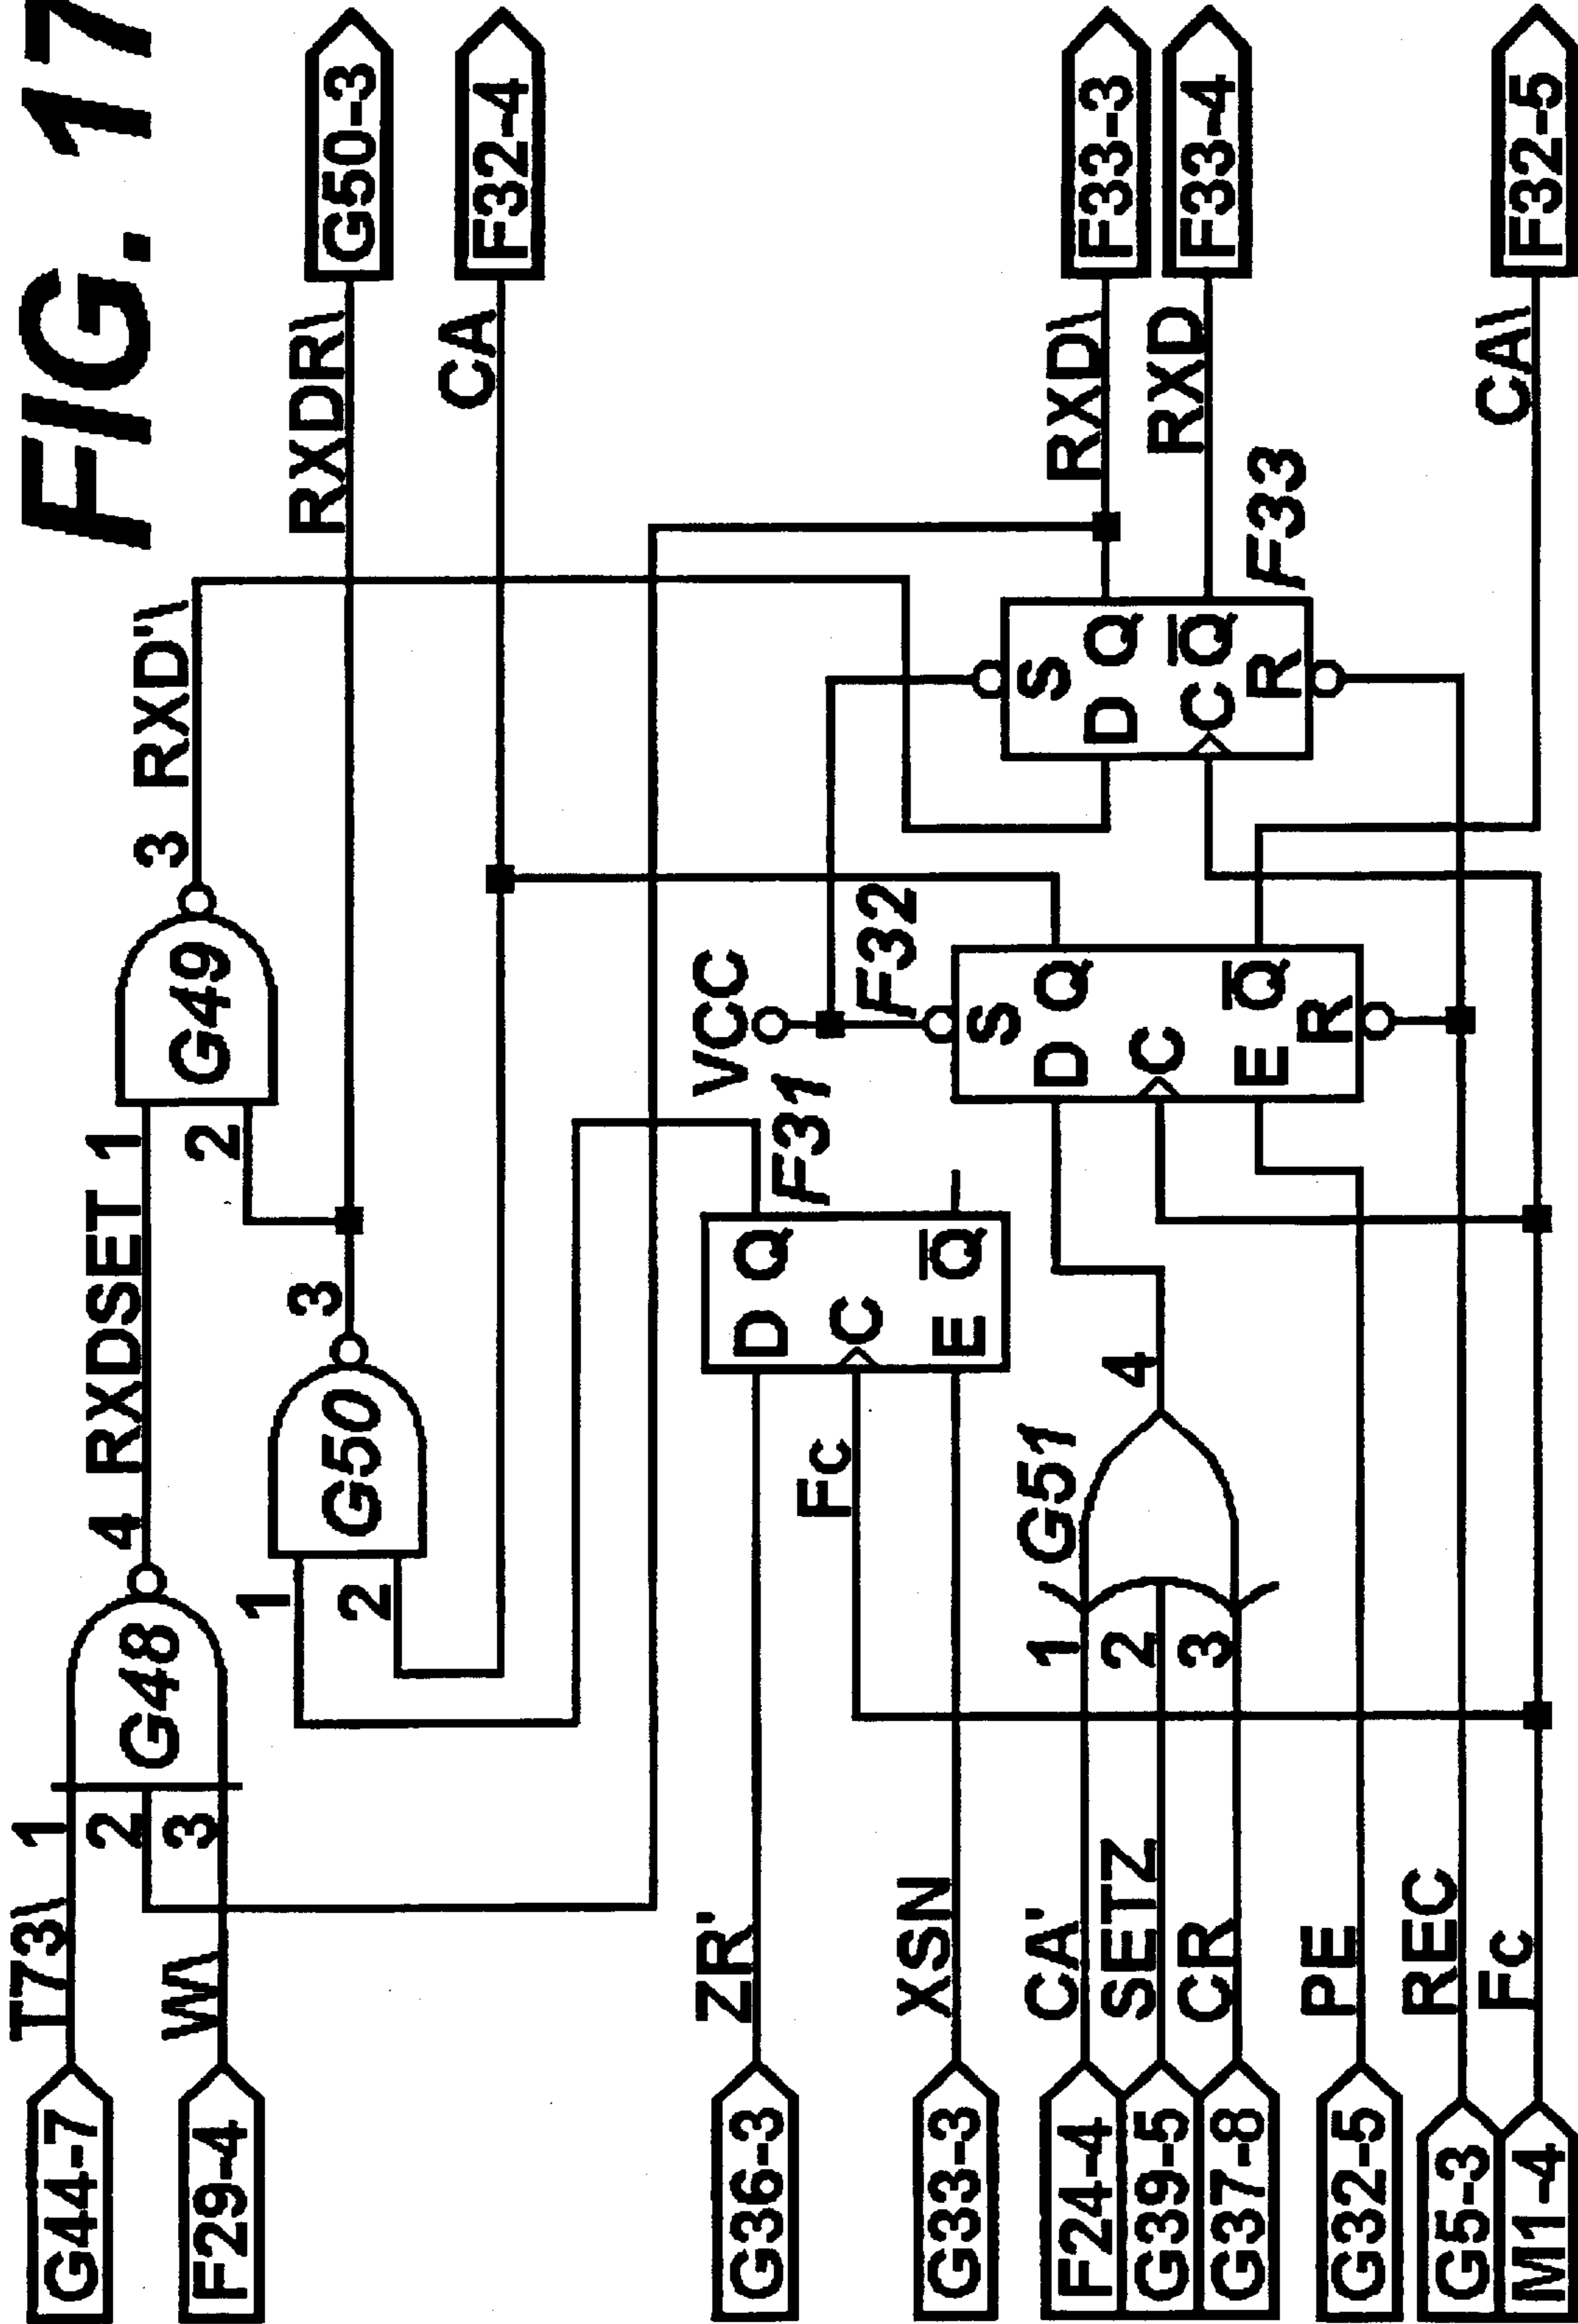 FIG. 17
G44-7
T73\
1
2
3
G48
4
RXDSET
1
2
G49
3
RXD"\
F29-4
W\
1
2
G50
3
RXDR\
G50-3
CA
F32-4
VCC
G36-3
ZR'
D Q
F31
Fc
C
G33-3
XSN
E Q
F32
S
D Q
C
E Q
R
S
D Q
C Q
R
F33
RXD\
F33-3
RXD
F33-4
F24-4
CA'
1
G51
4
G39-5
SETZ
2
G37-8
CR
3
G32-5
PE
G5-3
REC
M1-4
Fc
CA\
F32-5